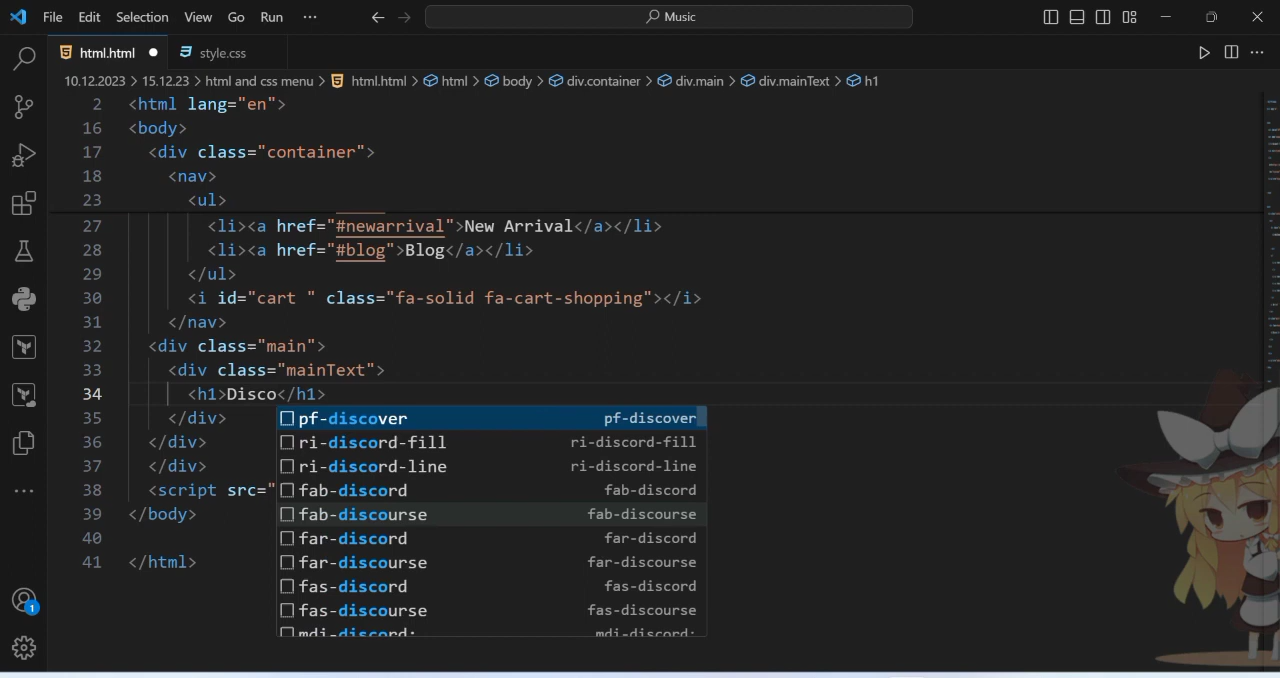 File Edit Selection View Go Run ··· Music
html.html style.css
10.12.2023 > 15.12.23 > html and css menu > html.html > html > body > div.container > div.main > div.mainText > h1
2 <html lang="en">
16 <body>
17 <div class="container">
18 <nav>
23 <ul>
27 <li><a href="#newarrival">New Arrival</a></li>
28 <li><a href="#blog">Blog</a></li>
29 </ul>
30 <i id="cart " class="fa-solid fa-cart-shopping"></i>
31 </nav>
32 <div class="main">
33 <div class="mainText">
34 <h1>Disco</h1>
35 </div>
36 </div>
37 </div>
38 <script src="
39 </body>
40
41 </html>
pf-discover pf-discover
ri-discord-fill ri-discord-fill
ri-discord-line ri-discord-line
fab-discord fab-discord
fab-discourse fab-discourse
far-discord far-discord
far-discourse far-discourse
fas-discord fas-discord
fas-discourse fas-discourse
mdi-discord: mdi-discord:
1